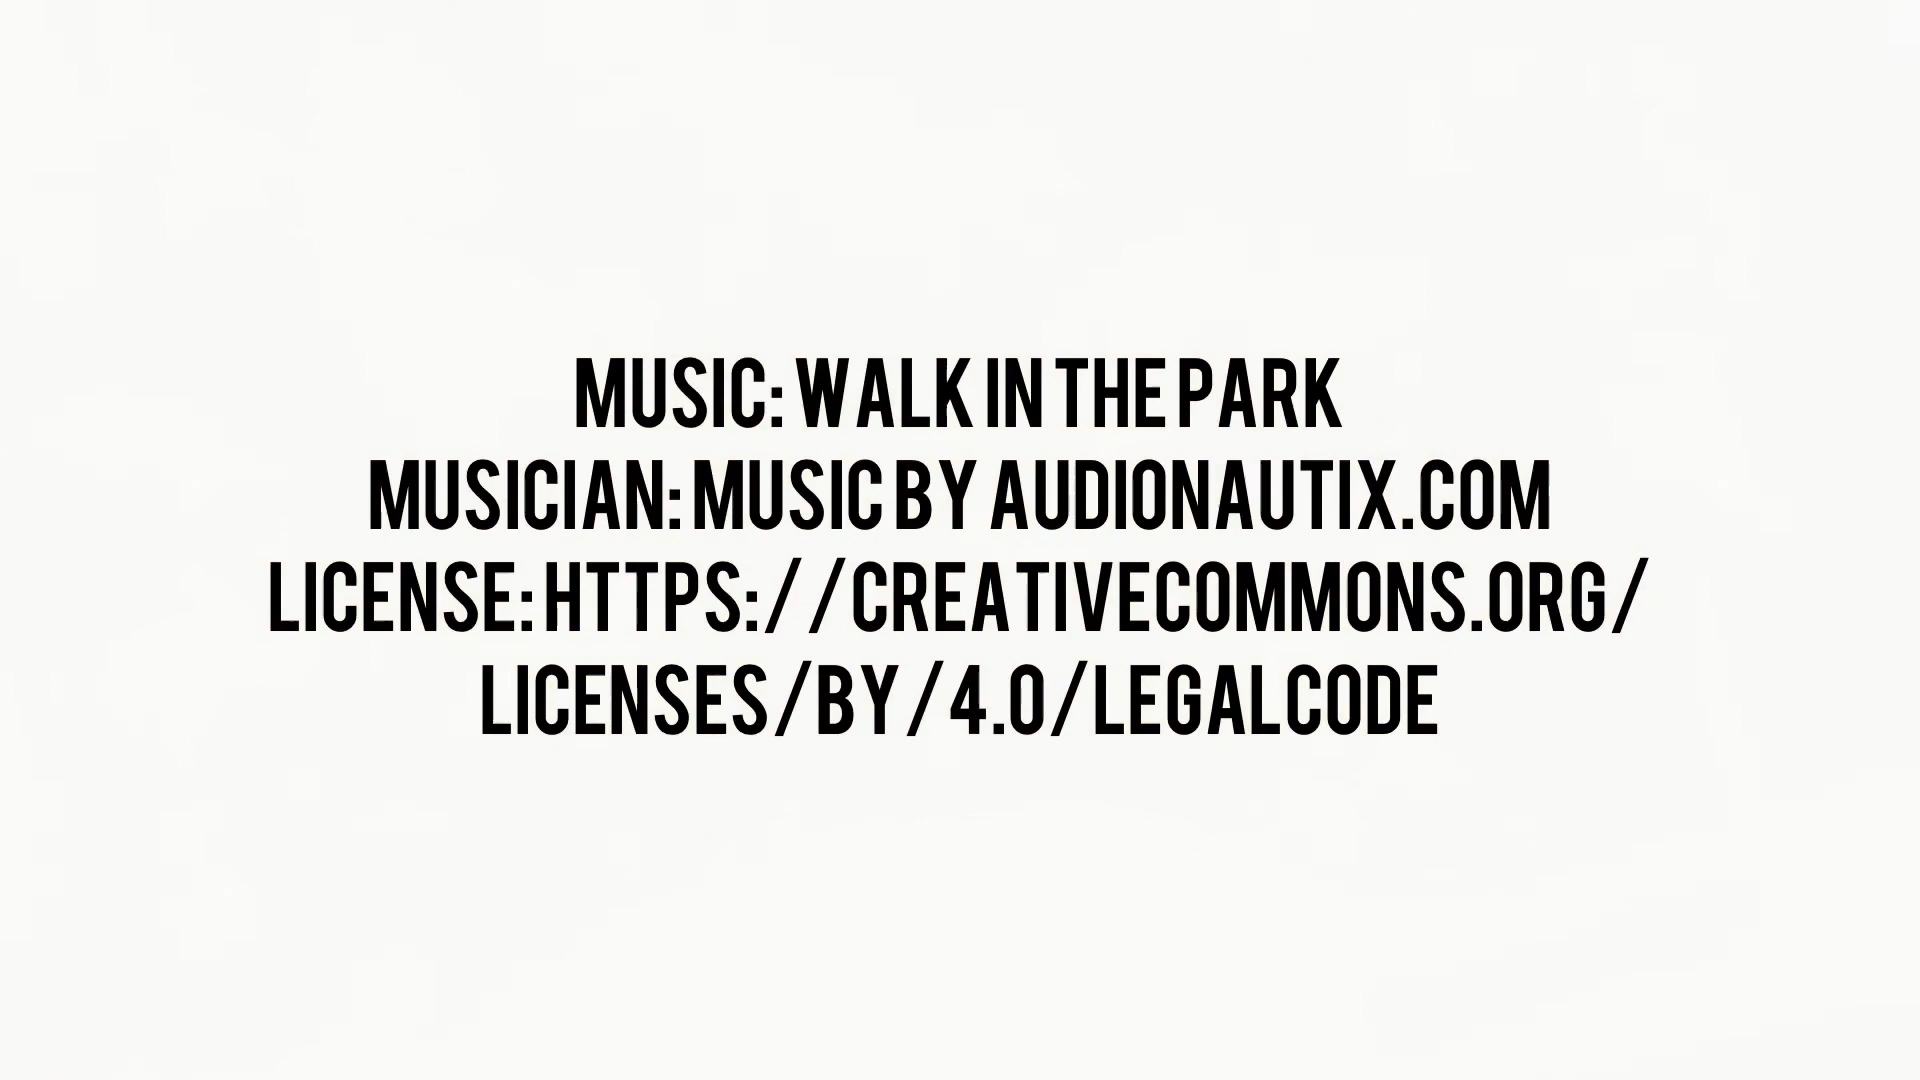 MUSIC: WALK IN THE PARK
MUSICIAN: MUSIC BY AUDIONAUTIX.COM
LICENSE: HTTPS://CREATIVECOMMONS.ORG/
LICENSES/BY/4.0/LEGALCODE